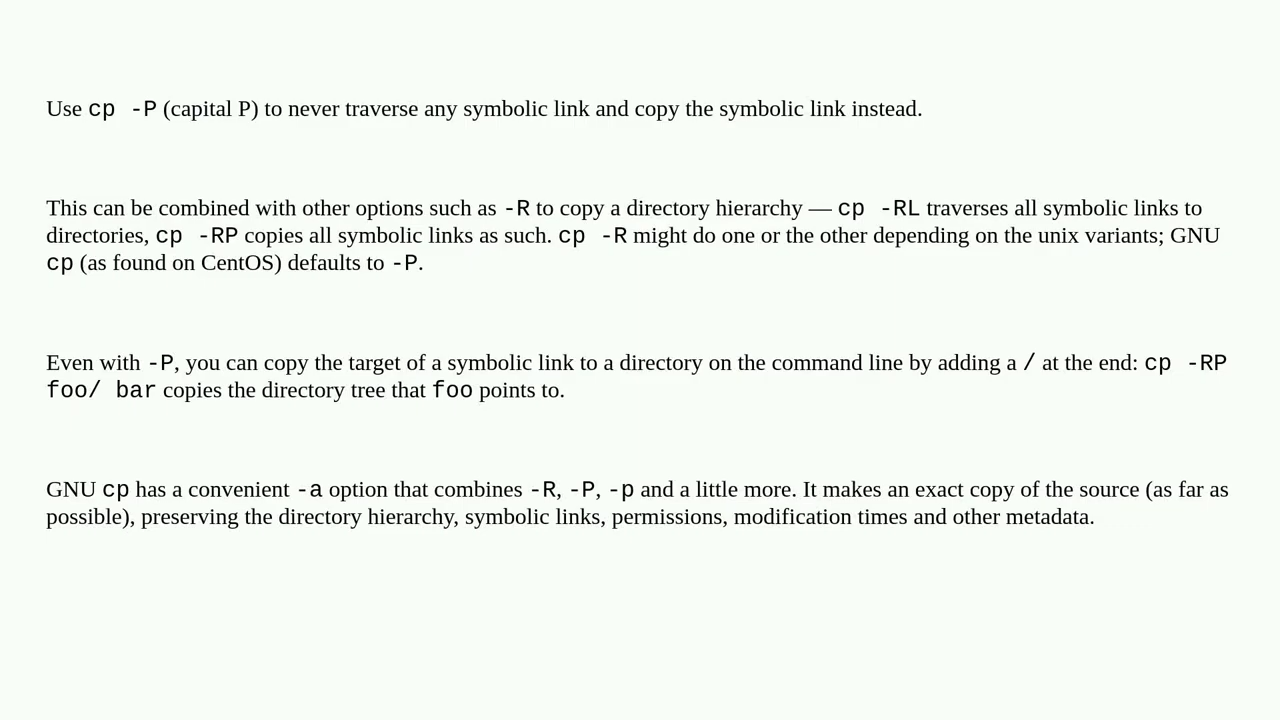 Use cp -P (capital P) to never traverse any symbolic link and copy the symbolic link instead.
This can be combined with other options such as -R to copy a directory hierarchy — cp -RL traverses all symbolic links to
directories, cp -RP copies all symbolic links as such. cp -R might do one or the other depending on the unix variants; GNU
cp (as found on CentOS) defaults to -P.
Even with -P, you can copy the target of a symbolic link to a directory on the command line by adding a / at the end: cp -RP
foo/ bar copies the directory tree that foo points to.
GNU cp has a convenient -a option that combines -R, -P, -p and a little more. It makes an exact copy of the source (as far as
possible), preserving the directory hierarchy, symbolic links, permissions, modification times and other metadata.